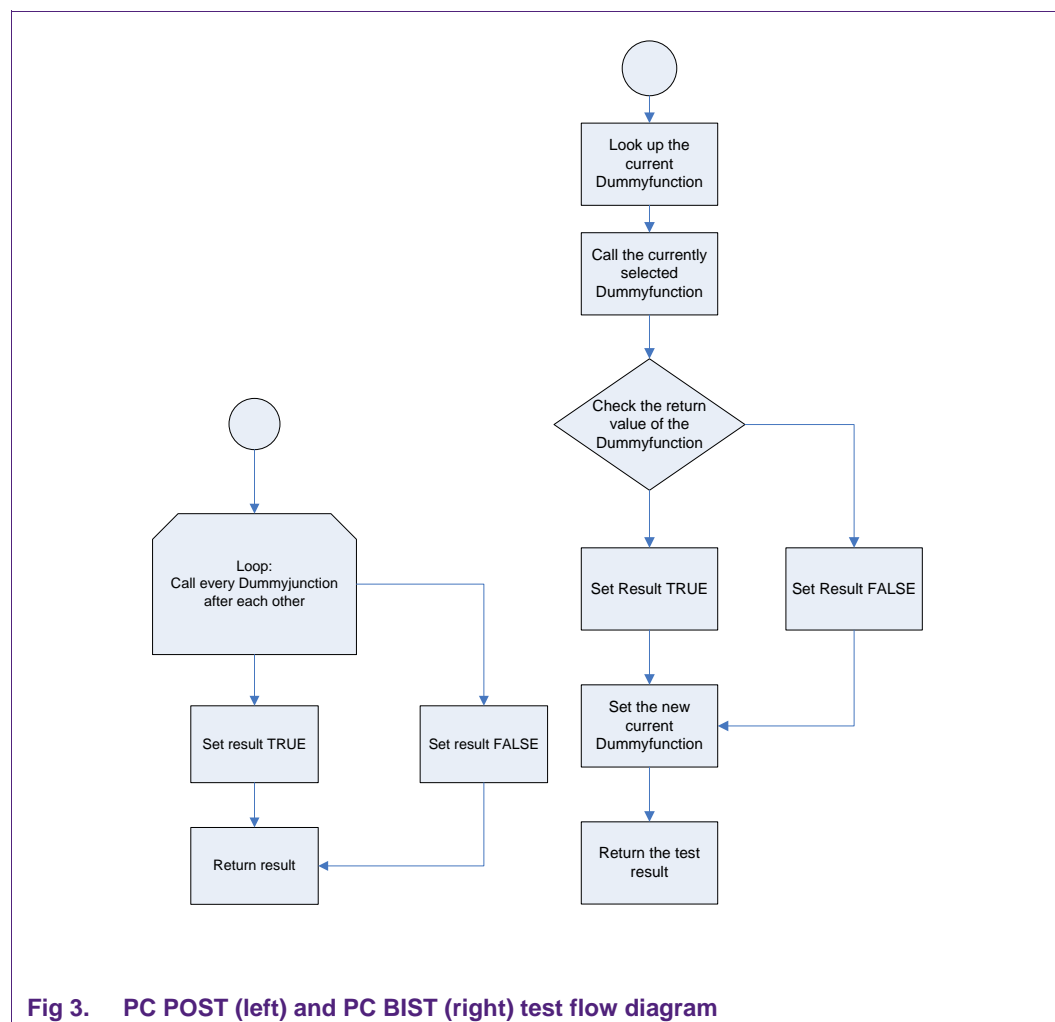 Look up the
current
Dummyfunction
Call the currently
selected
Dummyfunction
Check the return
value of the
Dummyfunction
Set Result TRUE
Set Result FALSE
Set the new
current
Dummyfunction
Return the test
result
Loop:
Call every Dummyjunction
after each other
Set result TRUE
Set result FALSE
Return result
Fig 3. PC POST (left) and PC BIST (right) test flow diagram